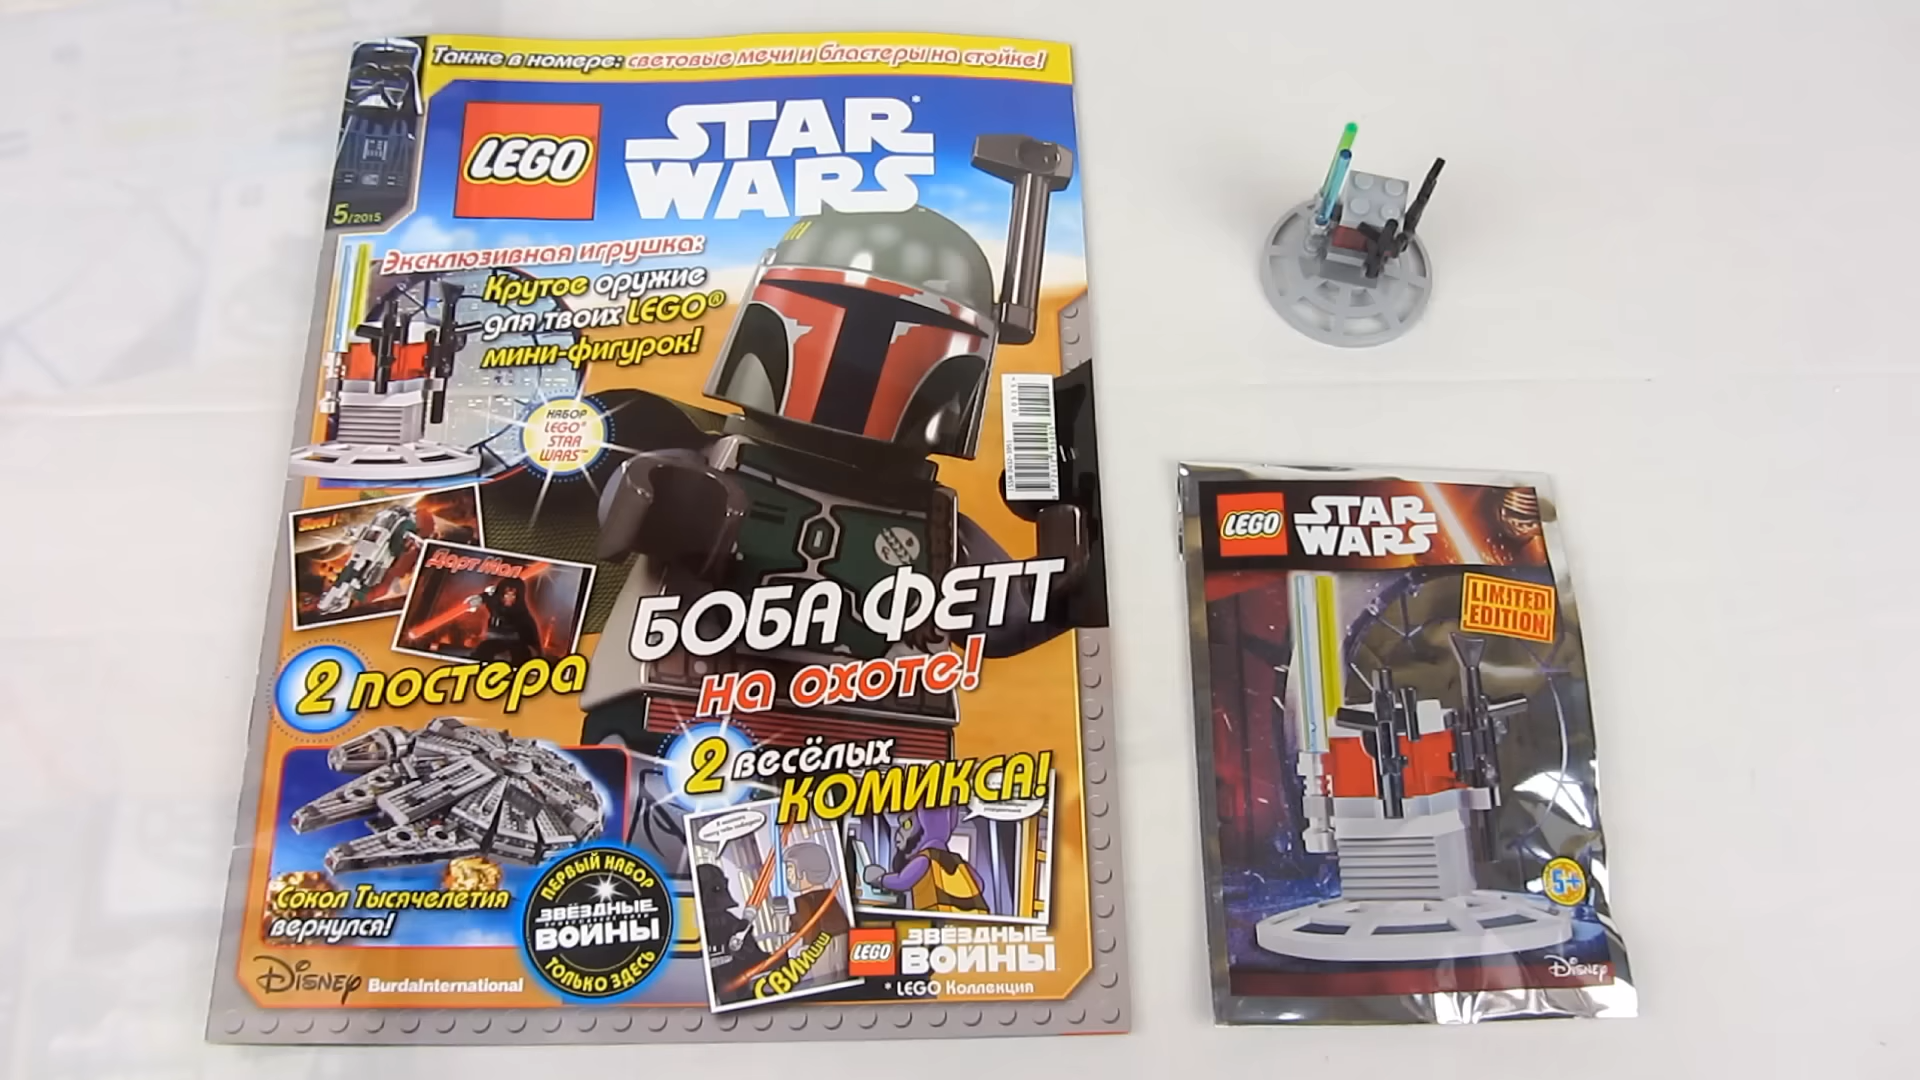 Также в номере: световые мечи и бластеры на стойке!
LEGO
STAR
WARS
5/2015
Эксклюзивная игрушка:
Крутое оружие
для твоих LEGO®
мини-фигурок!
НАБОР
LEGO®
STAR
WARS™
Slave I
Дарт Мол
БОБА ФЕТТ
на охоте!
2 постера
2 весёлых
КОМИКСА!
Сокол Тысячелетия
вернулся!
ПЕРВЫЙ НАБОР
ЗВЁЗДНЫЕ
ВОЙНЫ
ТОЛЬКО ЗДЕСЬ
СВИИИШ
LEGO
ЗВЁЗДНЫЕ
ВОЙНЫ
* LEGO Коллекция
Disney
BurdaInternational
LEGO
STAR
WARS
LIMITED
EDITION
5+
Disney